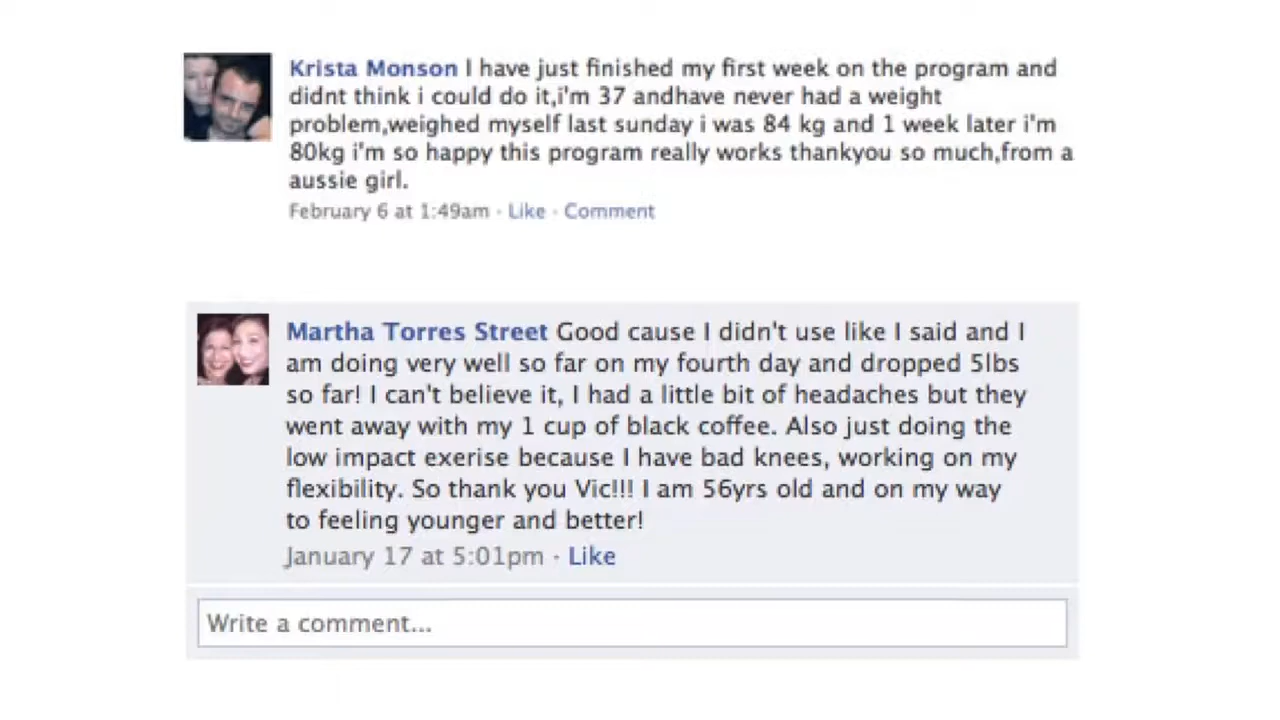 Krista Monson I have just finished my first week on the program and
didnt think i could do it,i'm 37 andhave never had a weight
problem,weighed myself last sunday i was 84 kg and 1 week later i'm
80kg i'm so happy this program really works thankyou so much,from a
aussie girl.
February 6 at 1:49am · Like · Comment
Martha Torres Street Good cause I didn't use like I said and I
am doing very well so far on my fourth day and dropped 5lbs
so far! I can't believe it, I had a little bit of headaches but they
went away with my 1 cup of black coffee. Also just doing the
low impact exerise because I have bad knees, working on my
flexibility. So thank you Vic!!! I am 56yrs old and on my way
to feeling younger and better!
January 17 at 5:01pm · Like
Write a comment...